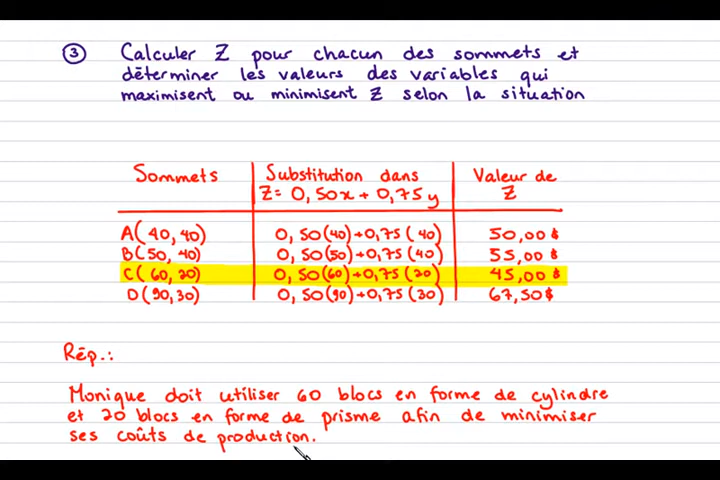 ③ Calculer Z pour chacun des sommets et
déterminer les valeurs des variables qui
maximisent ou minimisent Z selon la situation
Sommets Substitution dans Valeur de
Z= 0,50x + 0,75y Z
A(40,40) 0,50(40)+0,75(40) 50,00$
B(50,40) 0,50(50)+0,75(40) 55,00$
C(60,20) 0,50(60)+0,75(20) 45,00$
D(90,30) 0,50(90)+0,75(30) 67,50$
Rép.:
Monique doit utiliser 60 blocs en forme de cylindre
et 20 blocs en forme de prisme afin de minimiser
ses coûts de production.